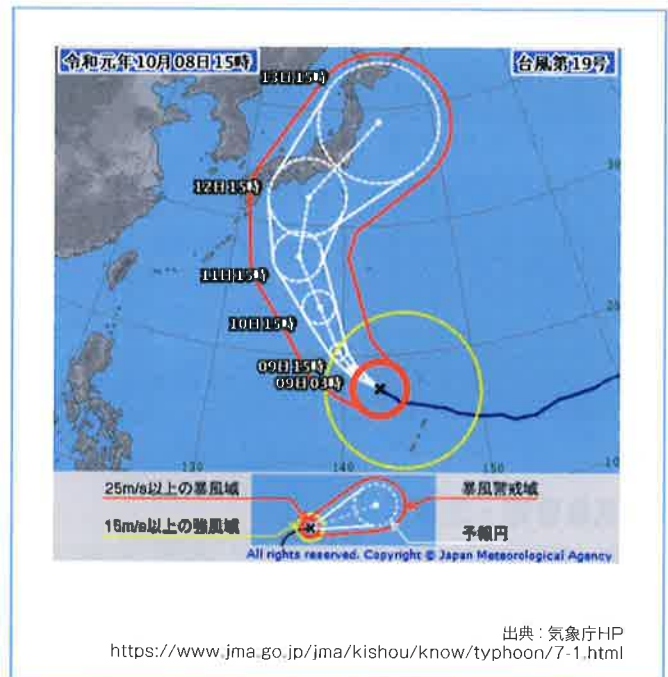 令和元年10月08日15時
台風第19号
13日15時
12日15時
11日15時
10日15時
09日15時
09日03時
30
20
10
130
140
150
25m/s以上の暴風域
暴風警戒域
15m/s以上の強風域
予報円
All rights reserved. Copyright © Japan Meteorological Agency
出典：気象庁HP
https://www.jma.go.jp/jma/kishou/know/typhoon/7-1.html